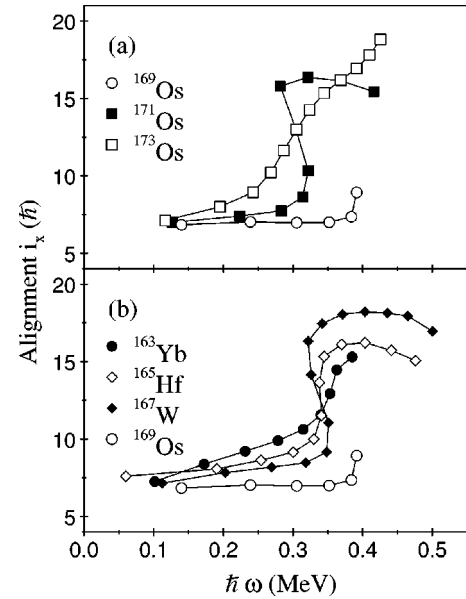 20
(a)
¹⁶⁹Os
15
¹⁷¹Os
¹⁷³Os
10
5
Alignment iₓ (ħ)
20
(b)
¹⁶³Yb
15
¹⁶⁵Hf
¹⁶⁷W
10
¹⁶⁹Os
5
0.0 0.1 0.2 0.3 0.4 0.5
ħ ω (MeV)